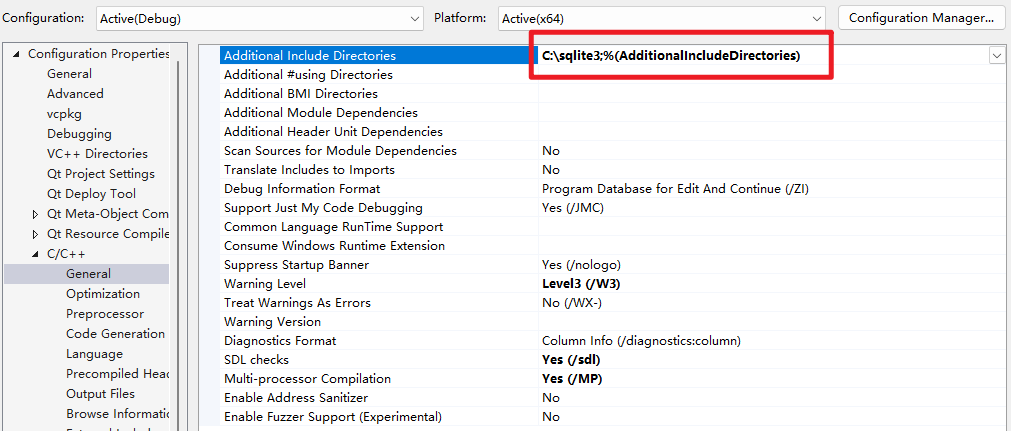 Configuration: Active(Debug) Platform: Active(x64) Configuration Manager...
Configuration Properties
General
Advanced
vcpkg
Debugging
VC++ Directories
Qt Project Settings
Qt Deploy Tool
Qt Meta-Object Com
Qt Resource Compile
C/C++
General
Optimization
Preprocessor
Code Generation
Language
Precompiled Head
Output Files
Browse Informatio
Additional Include Directories C:\sqlite3;%(AdditionalIncludeDirectories)
Additional #using Directories
Additional BMI Directories
Additional Module Dependencies
Additional Header Unit Dependencies
Scan Sources for Module Dependencies No
Translate Includes to Imports No
Debug Information Format Program Database for Edit And Continue (/ZI)
Support Just My Code Debugging Yes (/JMC)
Common Language RunTime Support
Consume Windows Runtime Extension
Suppress Startup Banner Yes (/nologo)
Warning Level Level3 (/W3)
Treat Warnings As Errors No (/WX-)
Warning Version
Diagnostics Format Column Info (/diagnostics:column)
SDL checks Yes (/sdl)
Multi-processor Compilation Yes (/MP)
Enable Address Sanitizer No
Enable Fuzzer Support (Experimental) No